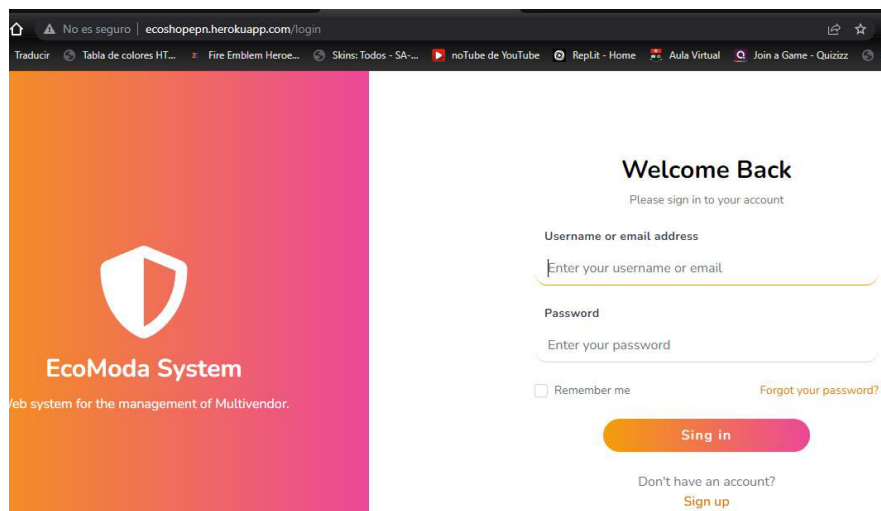 No es seguro | ecoshopepn.herokuapp.com/login
Traducir Tabla de colores HT... Fire Emblem Heroe... Skins: Todos - SA-... noTube de YouTube Repl.it - Home Aula Virtual Join a Game - Quizizz
Welcome Back
Please sign in to your account
Username or email address
Enter your username or email
Password
Enter your password
Remember me
Forgot your password?
Sing in
Don't have an account?
Sign up
EcoModa System
eb system for the management of Multivendor.